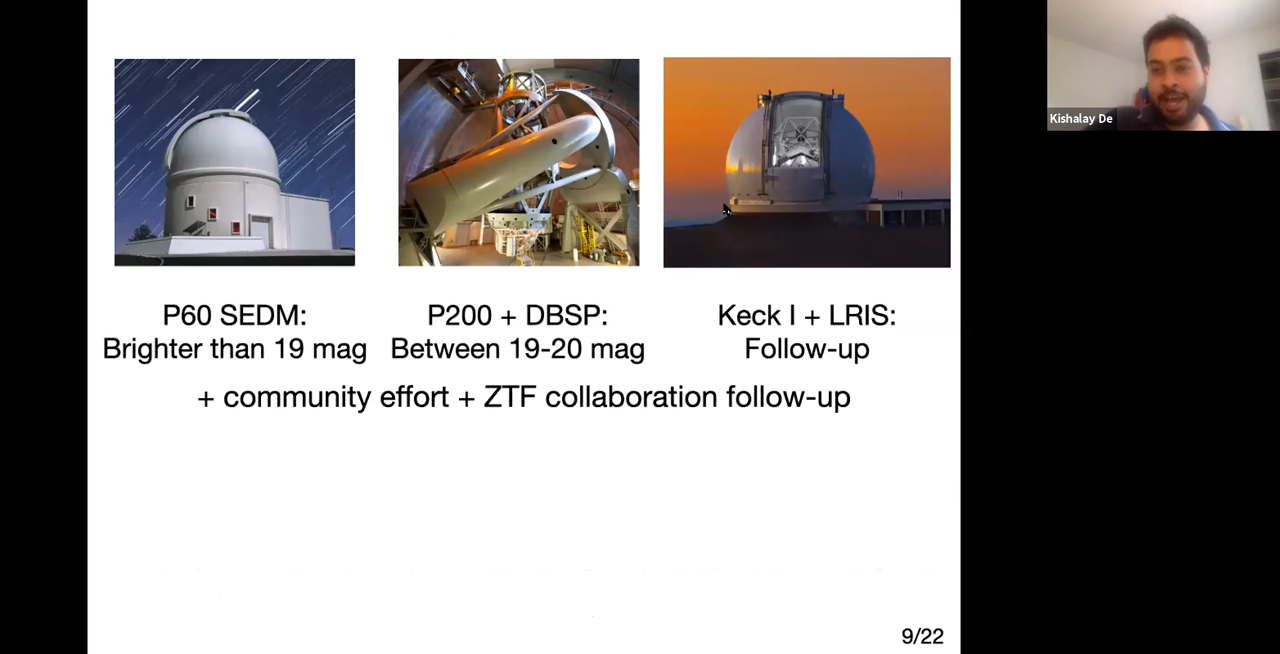 Kishalay De
P60 SEDM:
Brighter than 19 mag
P200 + DBSP:
Between 19-20 mag
Keck I + LRIS:
Follow-up
+ community effort + ZTF collaboration follow-up
9/22